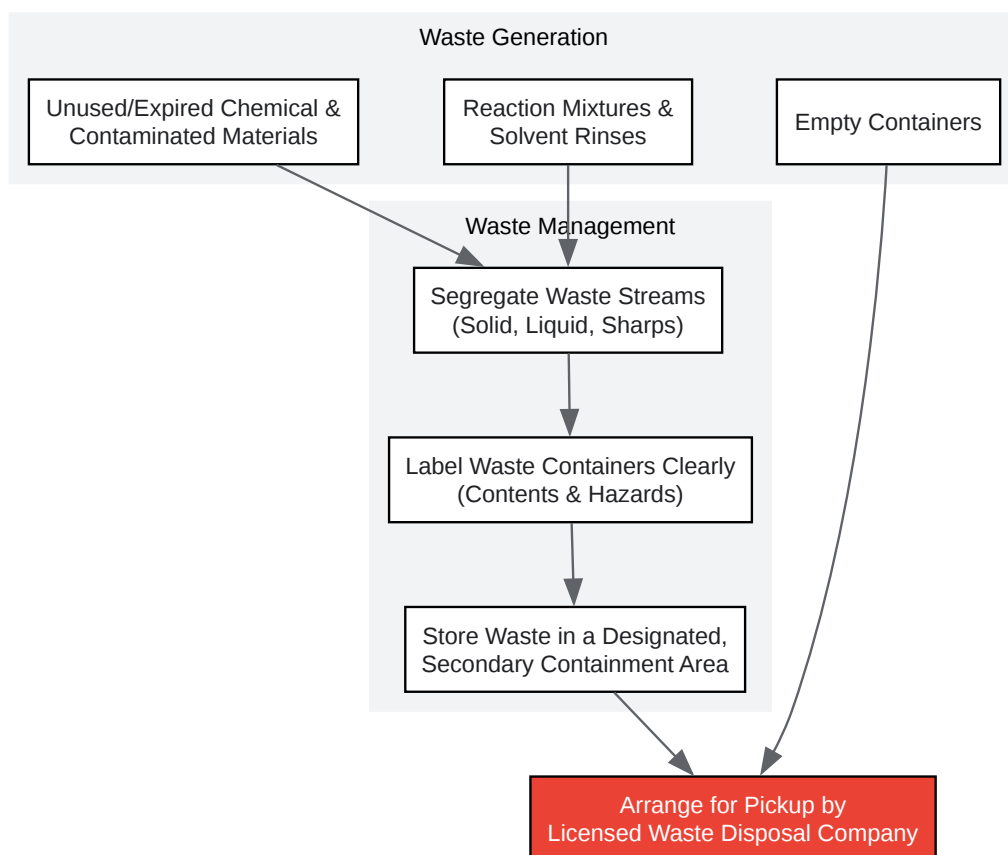 Waste Generation
Unused/Expired Chemical &
Contaminated Materials
Reaction Mixtures &
Solvent Rinses
Empty Containers
Waste Management
Segregate Waste Streams
(Solid, Liquid, Sharps)
Label Waste Containers Clearly
(Contents & Hazards)
Store Waste in a Designated,
Secondary Containment Area
Arrange for Pickup by
Licensed Waste Disposal Company